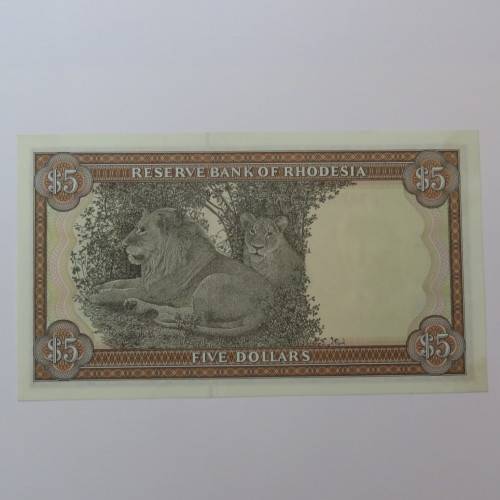 $5 RESERVE BANK OF RHODESIA $5
$5 FIVE DOLLARS $5